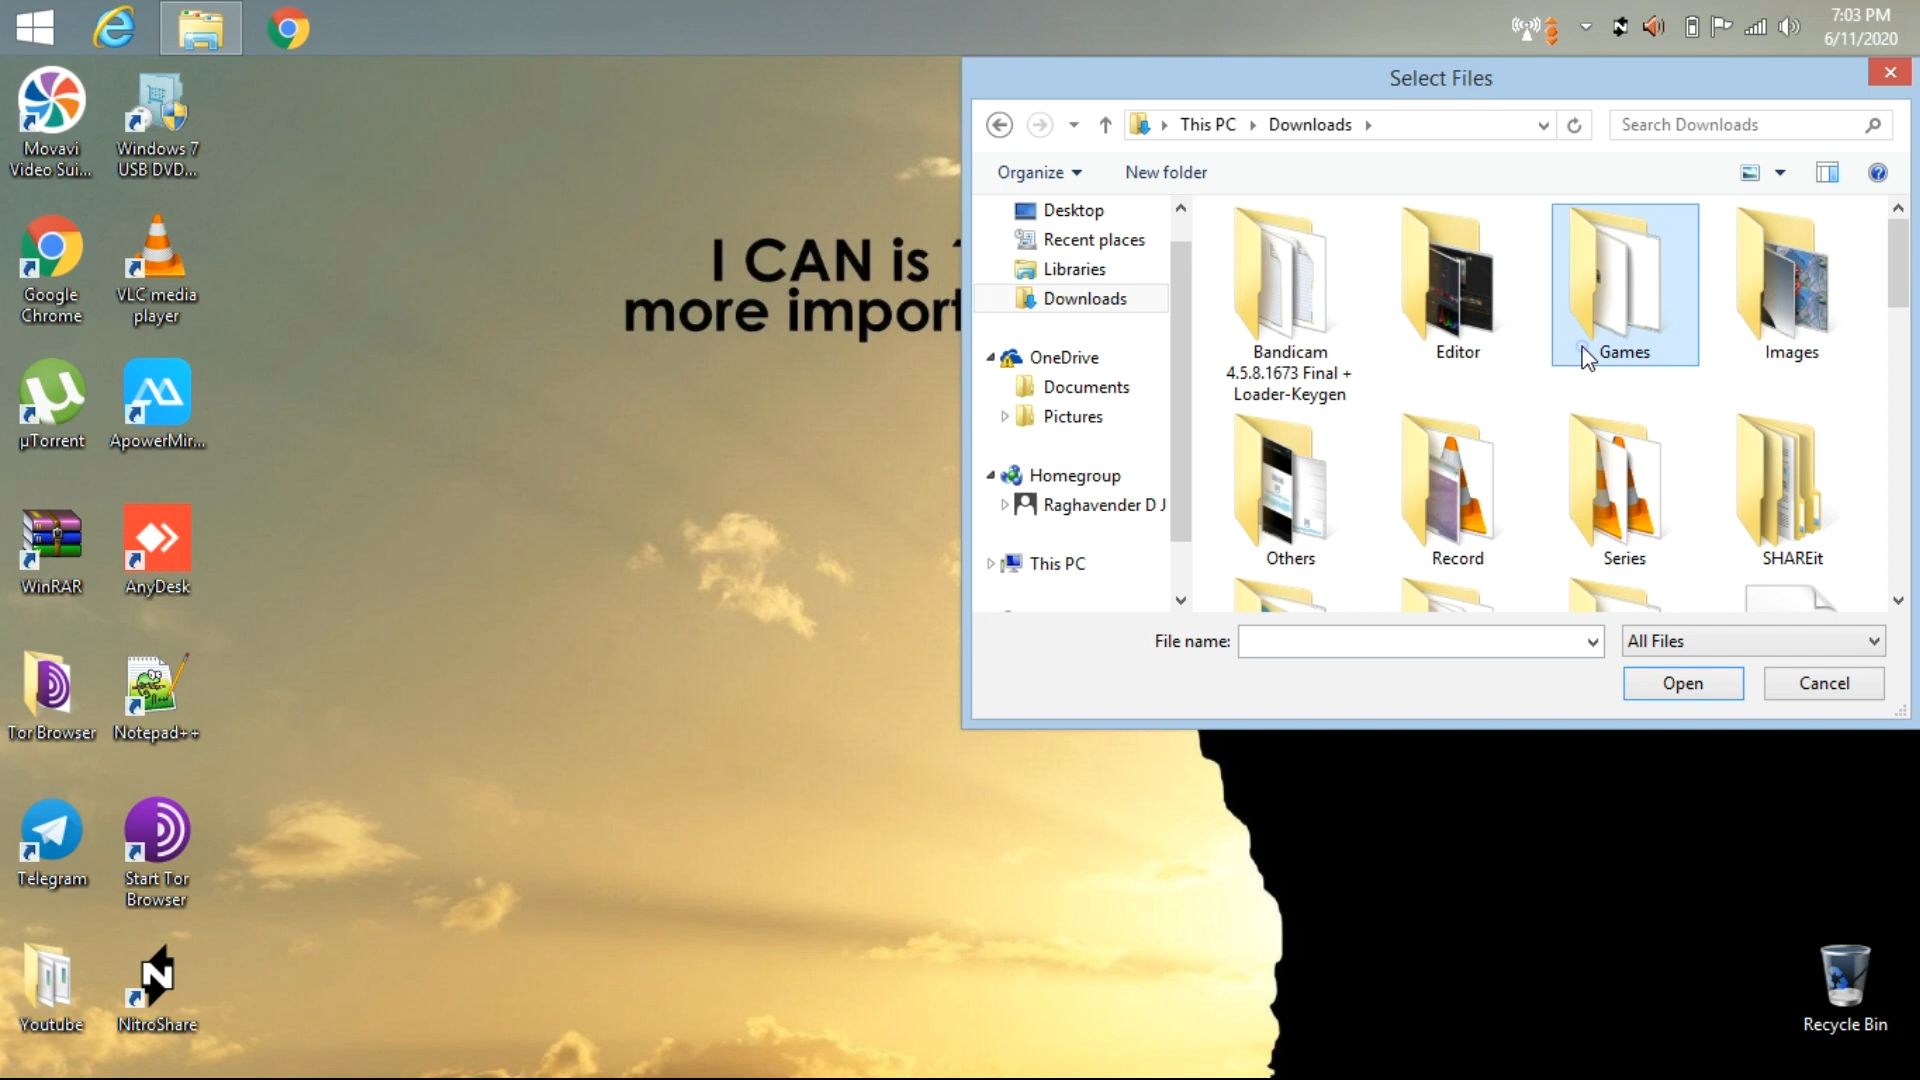 7:03 PM
6/11/2020
Movavi
Video Sui...
Windows 7
USB DVD...
Google
Chrome
VLC media
player
µTorrent
ApowerMir...
WinRAR
AnyDesk
Tor Browser
Notepad++
Telegram
Start Tor
Browser
Youtube
NitroShare
Recycle Bin
I CAN is
more import
Select Files
This PC
Downloads
Search Downloads
Organize
New folder
Desktop
Recent places
Libraries
Downloads
OneDrive
Documents
Pictures
Homegroup
Raghavender D J
This PC
Bandicam
4.5.8.1673 Final +
Loader-Keygen
Editor
Games
Images
Others
Record
Series
SHAREit
File name:
All Files
Open
Cancel